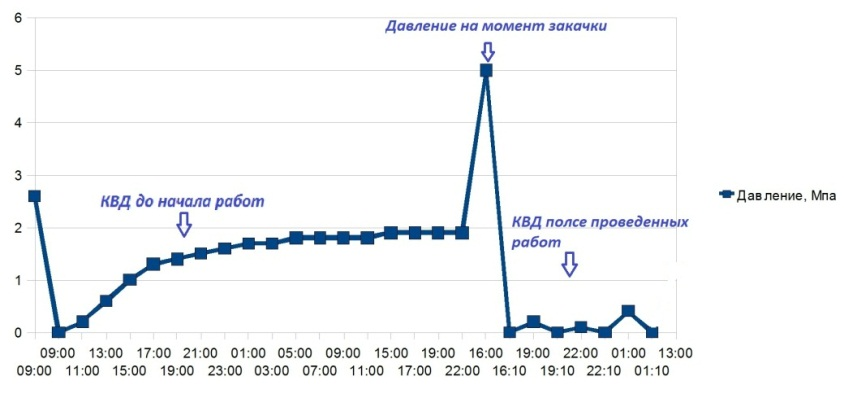 6
Давление на момент закачки
5
4
3
КВД до начала работ
Давление, Мпа
2
КВД полсе проведенных
работ
1
0
09:00 13:00 17:00 21:00 01:00 05:00 09:00 15:00 19:00 16:00 19:00 22:00 01:00 13:00
09:00 11:00 15:00 19:00 23:00 03:00 07:00 11:00 17:00 22:00 16:10 19:10 22:10 01:10